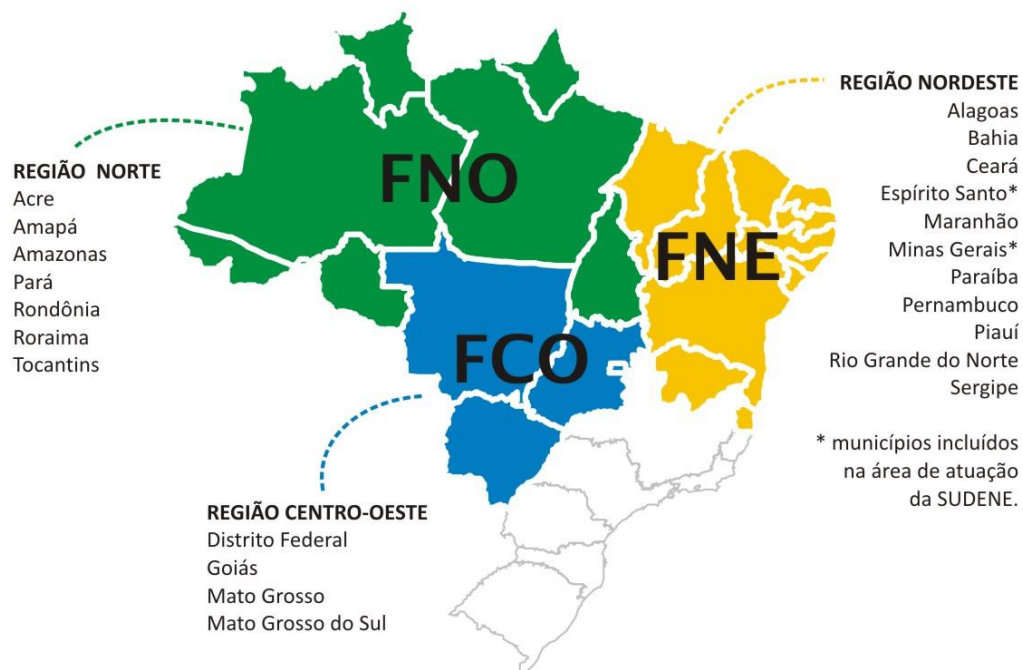 REGIÃO NORTE
Acre
Amapá
Amazonas
Pará
Rondônia
Roraima
Tocantins
FNO
FNE
FCO
REGIÃO NORDESTE
Alagoas
Bahia
Ceará
Espírito Santo*
Maranhão
Minas Gerais*
Paraíba
Pernambuco
Piauí
Rio Grande do Norte
Sergipe
* municípios incluídos
na área de atuação
da SUDENE.
REGIÃO CENTRO-OESTE
Distrito Federal
Goiás
Mato Grosso
Mato Grosso do Sul